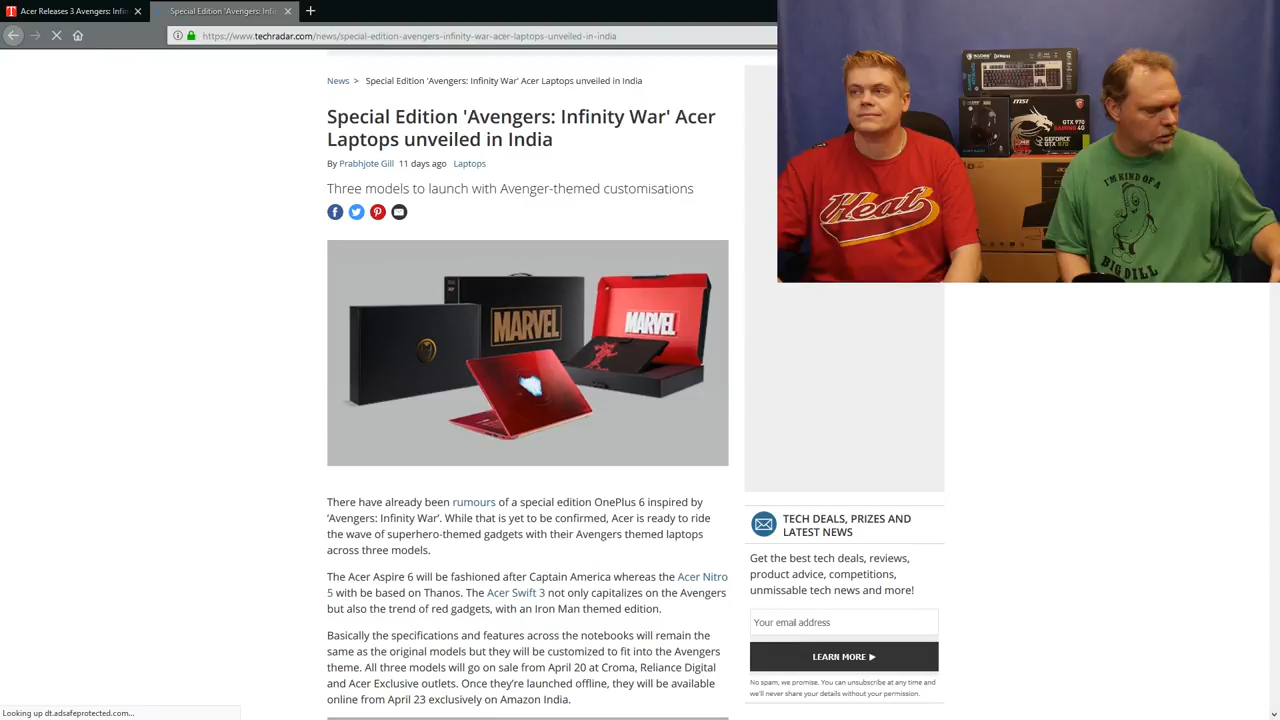 Acer Releases 3 Avengers: Infin
Special Edition 'Avengers: Infi
https://www.techradar.com/news/special-edition-avengers-infinity-war-acer-laptops-unveiled-in-india
News > Special Edition 'Avengers: Infinity War' Acer Laptops unveiled in India
Special Edition 'Avengers: Infinity War' Acer
Laptops unveiled in India
By Prabhjote Gill 11 days ago Laptops
Three models to launch with Avenger-themed customisations
MARVEL
MARVEL
There have already been rumours of a special edition OnePlus 6 inspired by
'Avengers: Infinity War'. While that is yet to be confirmed, Acer is ready to ride
the wave of superhero-themed gadgets with their Avengers themed laptops
across three models.
The Acer Aspire 6 will be fashioned after Captain America whereas the Acer Nitro
5 with be based on Thanos. The Acer Swift 3 not only capitalizes on the Avengers
but also the trend of red gadgets, with an Iron Man themed edition.
Basically the specifications and features across the notebooks will remain the
same as the original models but they will be customized to fit into the Avengers
theme. All three models will go on sale from April 20 at Croma, Reliance Digital
and Acer Exclusive outlets. Once they're launched offline, they will be available
online from April 23 exclusively on Amazon India.
TECH DEALS, PRIZES AND
LATEST NEWS
Get the best tech deals, reviews,
product advice, competitions,
unmissable tech news and more!
Your email address
LEARN MORE ▶
No spam, we promise. You can unsubscribe at any time and
we'll never share your details without your permission.
Looking up dt.adsafeprotected.com...
Heat
msi
GTX 970
GAMING 4G
GEFORCE
GTX 970
I'M KIND OF A
BIG DILL